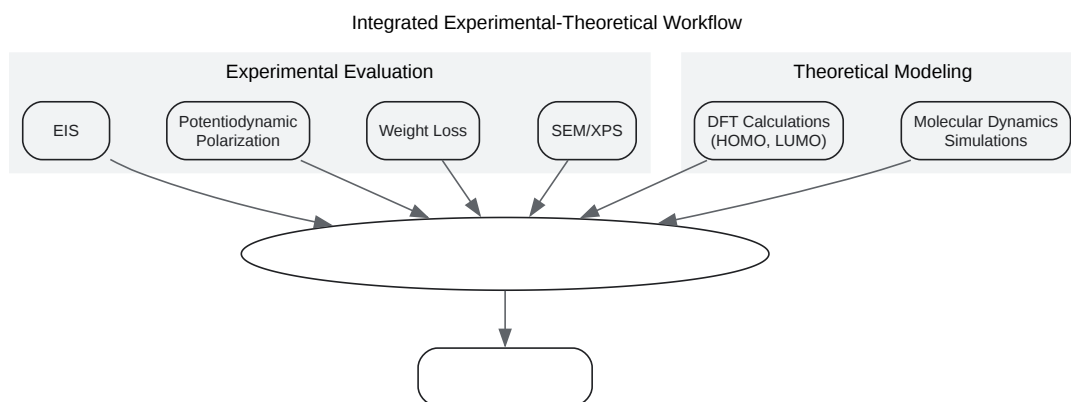 Integrated Experimental-Theoretical Workflow
Experimental Evaluation
Theoretical Modeling
EIS
Potentiodynamic
Polarization
Weight Loss
SEM/XPS
DFT Calculations
(HOMO, LUMO)
Molecular Dynamics
Simulations